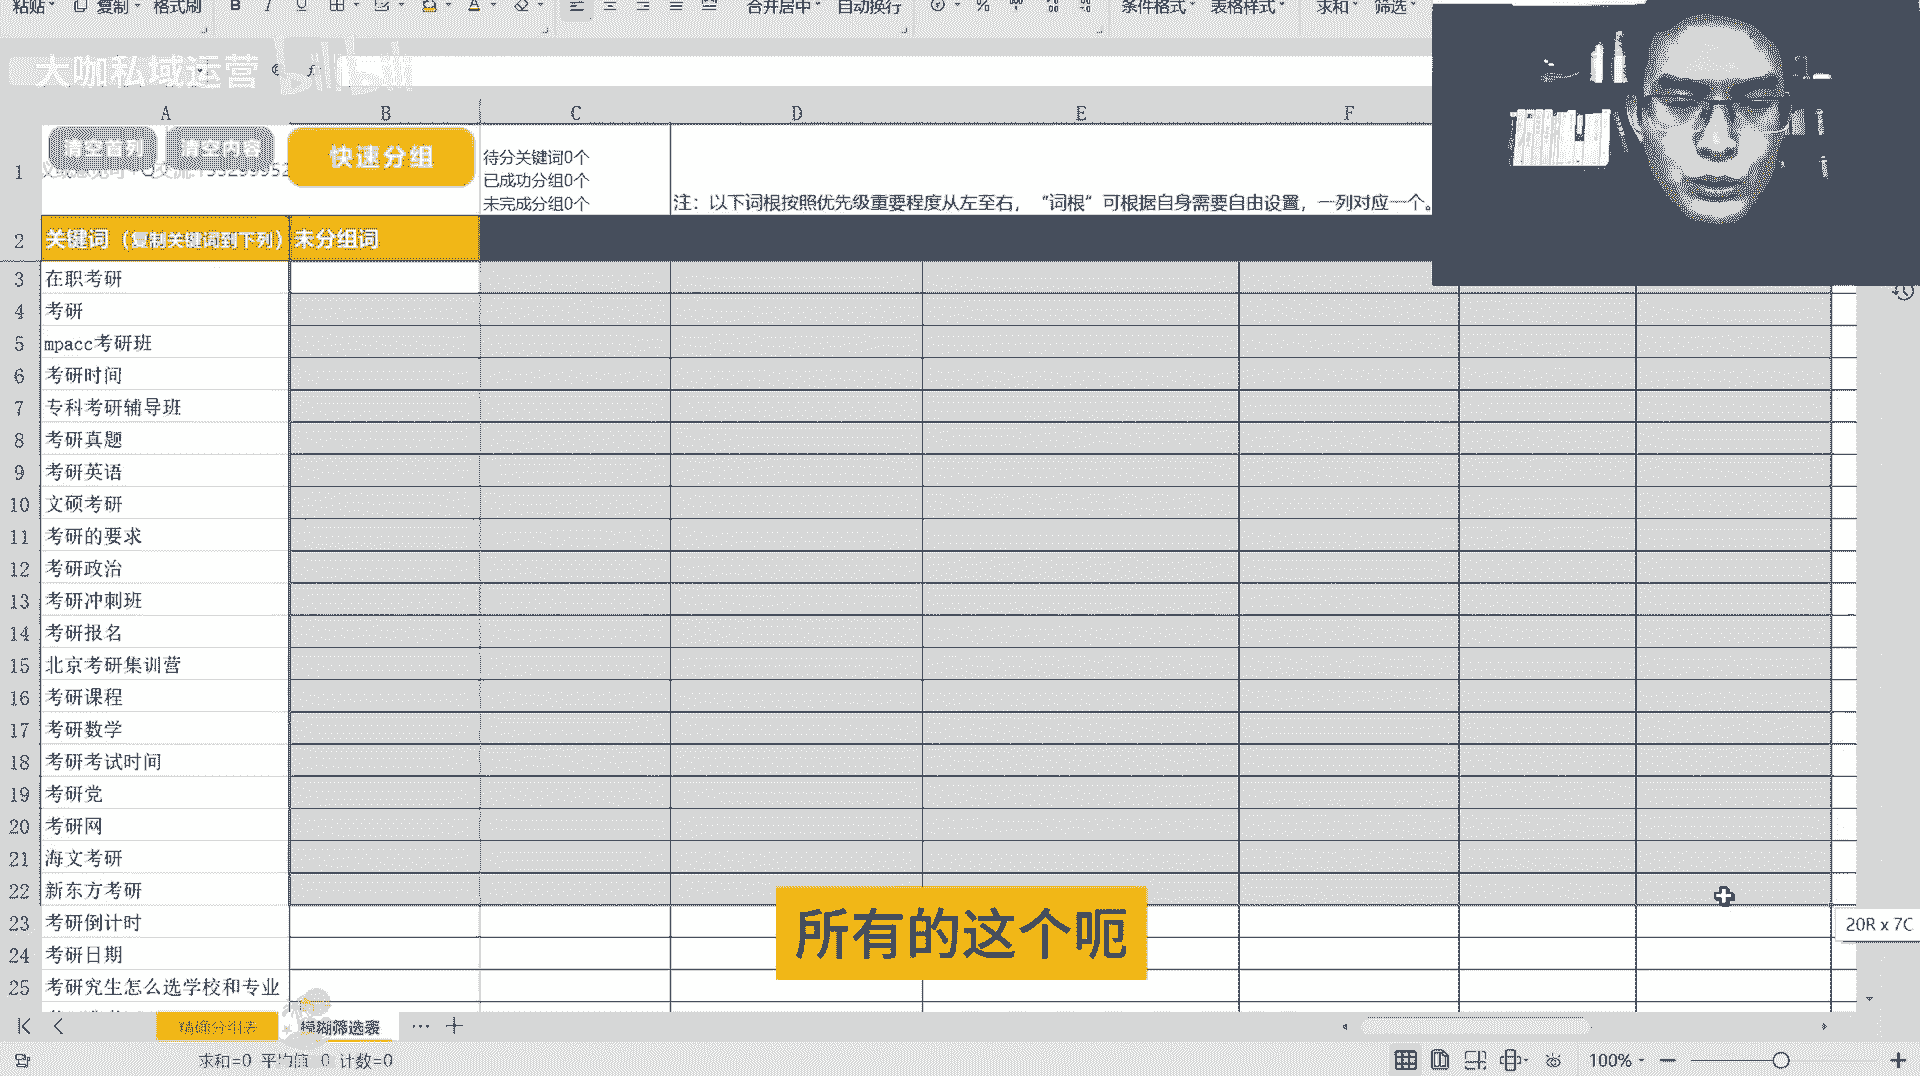 粘贴 复制 格式刷 B I U 合并居中 自动换行 % 条件格式 表格样式 求和 筛选
大咖私域运营
A B C D E F
清空首列 清空内容 快速分组
待分关键词0个
已成功分组0个
未完成分组0个
1
注：以下词根按照优先级重要程度从左至右，“词根”可根据自身需要自由设置，一列对应一个。
2 关键词（复制关键词到下列） 未分组词
3 在职考研
4 考研
5 mpacc考研班
6 考研时间
7 专科考研辅导班
8 考研真题
9 考研英语
10 文硕考研
11 考研的要求
12 考研政治
13 考研冲刺班
14 考研报名
15 北京考研集训营
16 考研课程
17 考研数学
18 考研考试时间
19 考研党
20 考研网
21 海文考研
22 新东方考研
23 考研倒计时
24 考研日期
25 考研究生怎么选学校和专业
所有的这个呃
20R x 7C
精确分组表 模糊筛选表 ··· +
求和=0 平均值=0 计数=0 100%